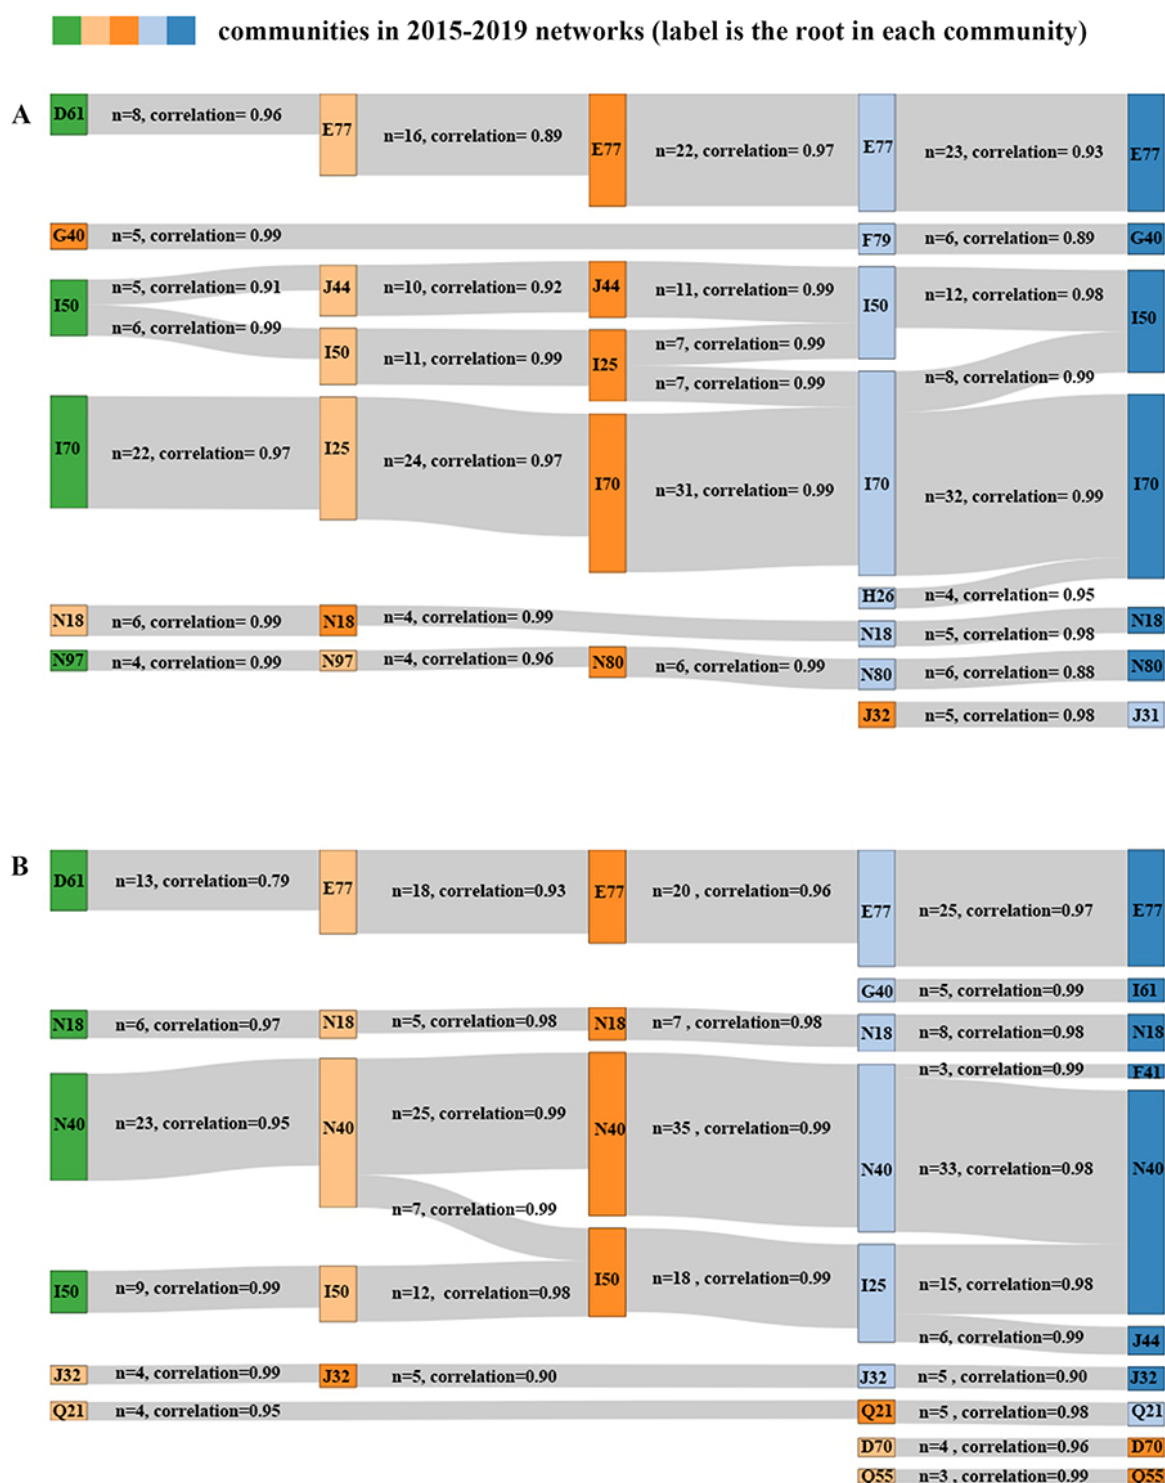 communities in 2015-2019 networks (label is the root in each community)
A
D61 n=8, correlation= 0.96 E77 n=16, correlation= 0.89 E77 n=22, correlation= 0.97 E77 n=23, correlation= 0.93 E77
G40 n=5, correlation= 0.99 F79 n=6, correlation= 0.89 G40
I50 n=5, correlation= 0.91 J44 n=10, correlation= 0.92 J44 n=11, correlation= 0.99 I50 n=12, correlation= 0.98 I50
n=6, correlation= 0.99 I50 n=11, correlation= 0.99 I25 n=7, correlation= 0.99
n=7, correlation= 0.99 n=8, correlation= 0.99
I70 n=22, correlation= 0.97 I25 n=24, correlation= 0.97 I70 n=31, correlation= 0.99 I70 n=32, correlation= 0.99 I70
H26 n=4, correlation= 0.95
N18 n=6, correlation= 0.99 N18 n=4, correlation= 0.99 N18 n=5, correlation= 0.98 N18
N97 n=4, correlation= 0.99 N97 n=4, correlation= 0.96 N80 n=6, correlation= 0.99 N80 n=6, correlation= 0.88 N80
J32 n=5, correlation= 0.98 J31
B
D61 n=13, correlation=0.79 E77 n=18, correlation=0.93 E77 n=20 , correlation=0.96 E77 n=25, correlation=0.97 E77
G40 n=5, correlation=0.99 I61
N18 n=6, correlation=0.97 N18 n=5, correlation=0.98 N18 n=7 , correlation=0.98 N18 n=8, correlation=0.98 N18
n=3, correlation=0.99 F41
N40 n=23, correlation=0.95 N40 n=25, correlation=0.99 N40 n=35 , correlation=0.99 N40 n=33, correlation=0.98 N40
n=7, correlation=0.99
I50 n=9, correlation=0.99 I50 n=12, correlation=0.98 I50 n=18 , correlation=0.99 I25 n=15, correlation=0.98
n=6, correlation=0.99 J44
J32 n=4, correlation=0.99 J32 n=5, correlation=0.90 J32 n=5 , correlation=0.90 J32
Q21 n=4, correlation=0.95 Q21 n=5 , correlation=0.98 Q21
D70 n=4 , correlation=0.96 D70
Q55 n=3 , correlation=0.99 Q55